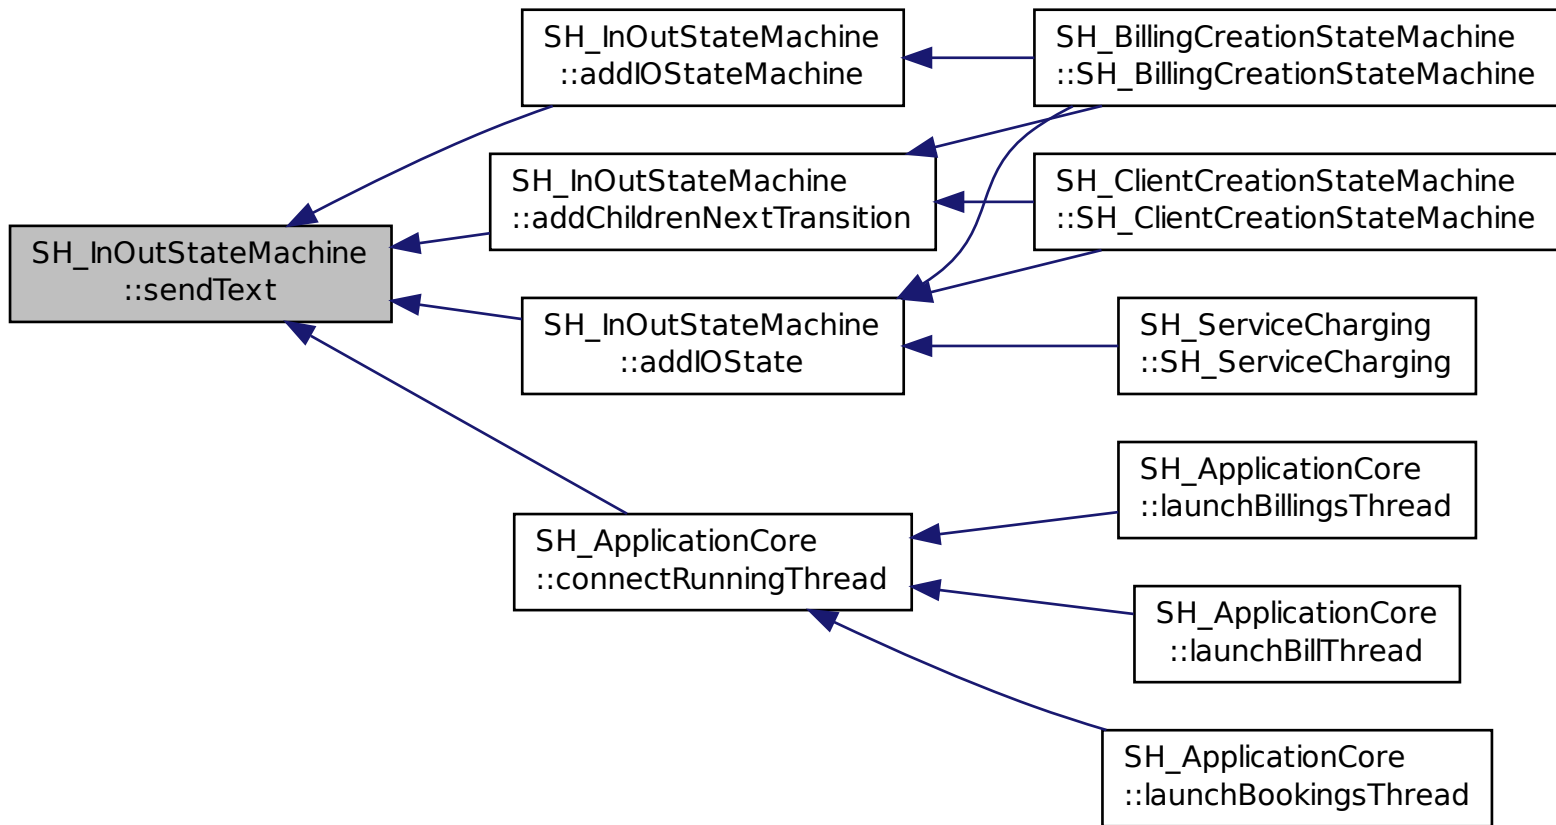 SH_InOutStateMachine
::sendText
SH_InOutStateMachine
::addIOStateMachine
SH_InOutStateMachine
::addChildrenNextTransition
SH_InOutStateMachine
::addIOState
SH_ApplicationCore
::connectRunningThread
SH_BillingCreationStateMachine
::SH_BillingCreationStateMachine
SH_ClientCreationStateMachine
::SH_ClientCreationStateMachine
SH_ServiceCharging
::SH_ServiceCharging
SH_ApplicationCore
::launchBillingsThread
SH_ApplicationCore
::launchBillThread
SH_ApplicationCore
::launchBookingsThread